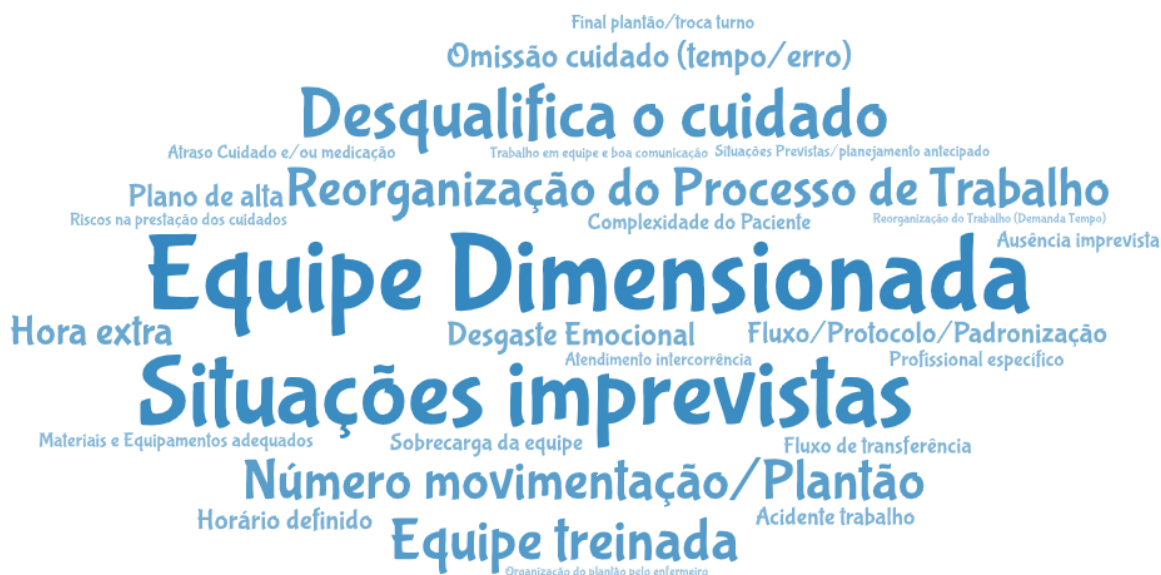 Final plantão/troca turno
Omissão cuidado (tempo/erro)
Desqualifica o cuidado
Atraso Cuidado e/ou medicação
Trabalho em equipe e boa comunicação
Situações Previstas/planejamento antecipado
Plano de alta
Reorganização do Processo de Trabalho
Riscos na prestação dos cuidados
Complexidade do Paciente
Reorganização do Trabalho (Demanda Tempo)
Ausência imprevista
Equipe Dimensionada
Hora extra
Desgaste Emocional
Fluxo/Protocolo/Padronização
Atendimento intercorrência
Profissional específico
Situações imprevistas
Materiais e Equipamentos adequados
Sobrecarga da equipe
Fluxo de transferência
Número movimentação/Plantão
Horário definido
Acidente trabalho
Equipe treinada
Organização do plantão pelo enfermeiro